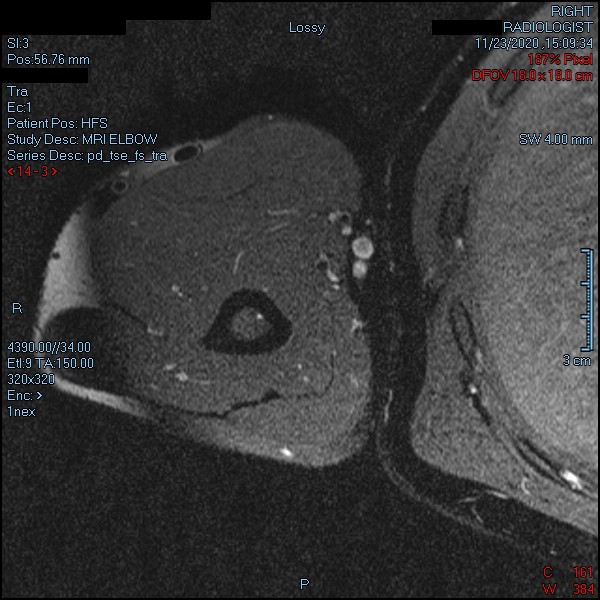 RIGHT
Lossy
RADIOLOGIST
SI:3
11/23/2020 ,15:09:34
Pos:56.76 mm
187% Pixel
DFOV 18.0 x 18.0 cm
Tra
Ec:1
Patient Pos: HFS
Study Desc: MRI ELBOW
SW 4.00 mm
Series Desc: pd_tse_fs_tra
<14 - 3 >
R
4390.00//34.00
Etl:9 TA:150.00
3 cm
320x320
Enc: >
1nex
P
C 161
W 384